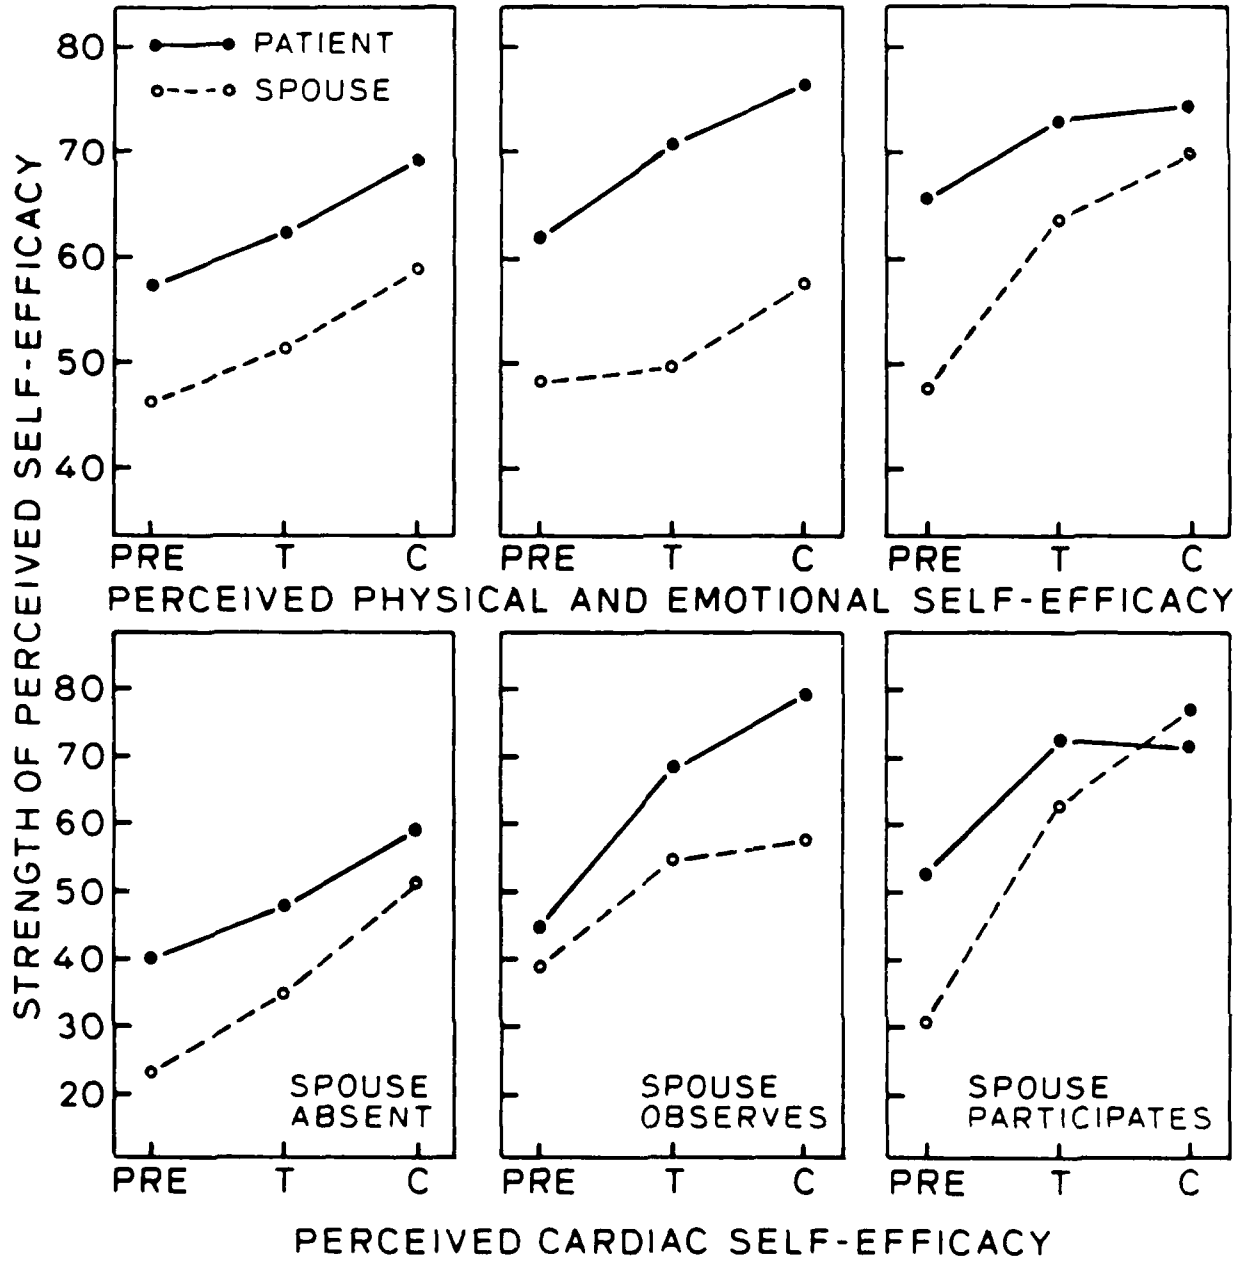 STRENGTH OF PERCEIVED SELF-EFFICACY
PATIENT
SPOUSE
80
70
60
50
40
PRE T C
PRE T C
PRE T C
PERCEIVED PHYSICAL AND EMOTIONAL SELF-EFFICACY
80
70
60
50
40
30
20
SPOUSE
ABSENT
SPOUSE
OBSERVES
SPOUSE
PARTICIPATES
PRE T C
PRE T C
PRE T C
PERCEIVED CARDIAC SELF-EFFICACY